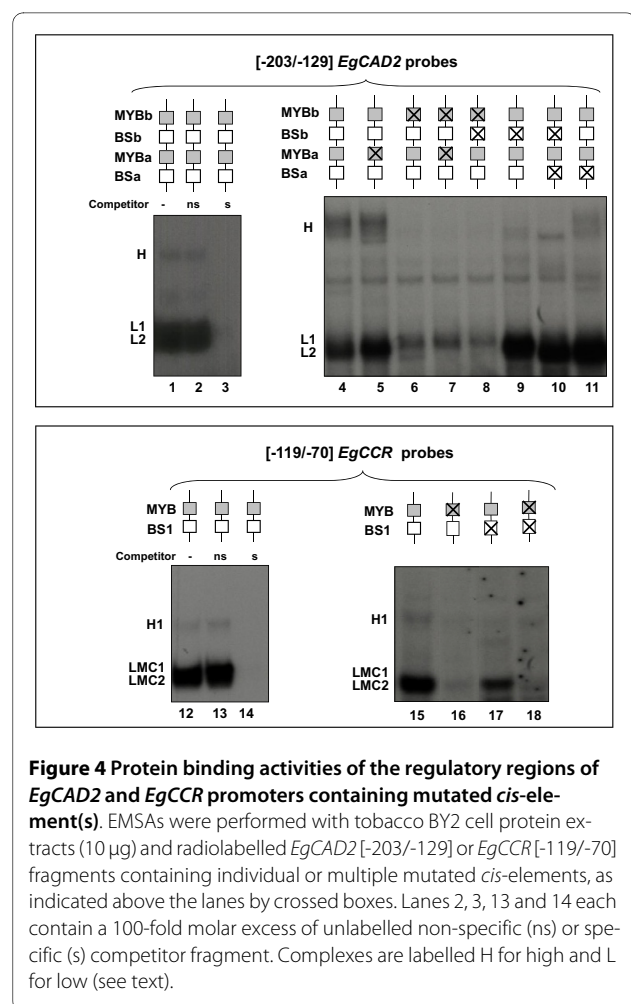 [-203/-129] EgCAD2 probes
MYBb
BSb
MYBa
BSa
Competitor - ns s
H
L1
L2
1 2 3
MYBb
BSb
MYBa
BSa
H
L1
L2
4 5 6 7 8 9 10 11
[-119/-70] EgCCR probes
MYB
BS1
Competitor - ns s
H1
LMC1
LMC2
12 13 14
MYB
BS1
H1
LMC1
LMC2
15 16 17 18
Figure 4 Protein binding activities of the regulatory regions of
EgCAD2 and EgCCR promoters containing mutated cis-ele-
ment(s). EMSAs were performed with tobacco BY2 cell protein ex-
tracts (10 μg) and radiolabelled EgCAD2 [-203/-129] or EgCCR [-119/-70]
fragments containing individual or multiple mutated cis-elements, as
indicated above the lanes by crossed boxes. Lanes 2, 3, 13 and 14 each
contain a 100-fold molar excess of unlabelled non-specific (ns) or spe-
cific (s) competitor fragment. Complexes are labelled H for high and L
for low (see text).